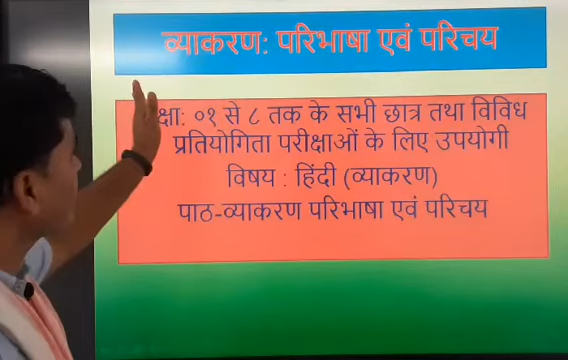 व्याकरण: परिभाषा एवं परिचय
०१ से ८ तक के सभी छात्र तथा विविध
प्रतियोगिता परीक्षाओं के लिए उपयोगी
विषय : हिंदी (व्याकरण)
पाठ-व्याकरण परिभाषा एवं परिचय